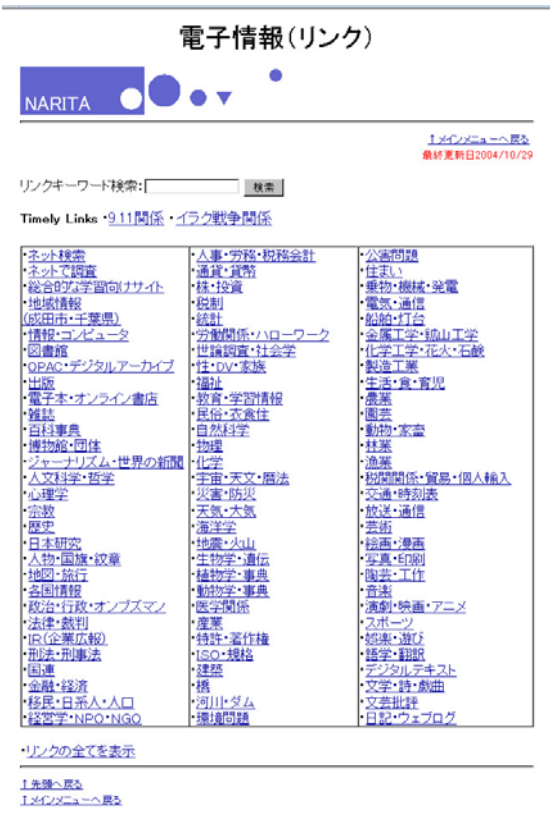 電子情報(リンク)
NARITA
↑メインメニューへ戻る
最終更新日2004/10/29
リンクキーワード検索: 検索
Timely Links ・9.11関係 ・イラク戦争関係
・ネット検索
・ネットで調査
・総合的な学習向けサイト
・地域情報
(成田市・千葉県)
・情報・コンピュータ
・図書館
・OPAC・デジタルアーカイブ
・出版
・電子本・オンライン書店
・雑誌
・百科事典
・博物館・団体
・ジャーナリズム・世界の新聞
・人文科学・哲学
・心理学
・宗教
・歴史
・日本研究
・人物・国旗・紋章
・地図・旅行
・各国情報
・政治・行政・オンブズマン
・法律・裁判
・IR(企業広報)
・刑法・刑事法
・国連
・金融・経済
・移民・日系人・人口
・経営学・NPO・NGO
・人事・労務・税務会計
・通貨・貨幣
・株・投資
・税制
・統計
・労働関係・ハローワーク
・世論調査・社会学
・性・DV・家族
・福祉
・教育・学習情報
・民俗・衣食住
・自然科学
・物理
・化学
・宇宙・天文・暦法
・災害・防災
・天気・大気
・海洋学
・地震・火山
・生物学・遺伝
・植物学・事典
・動物学・事典
・医学関係
・産業
・特許・著作権
・ISO・規格
・建築
・橋
・河川・ダム
・環境問題
・公害問題
・住まい
・乗物・機械・発電
・電気・通信
・船舶・灯台
・金属工学・鉱山工学
・化学工学・花火・石鹸
・製造工業
・生活・食・育児
・農業
・園芸
・動物・家畜
・林業
・漁業
・税関関係・貿易・個人輸入
・交通・時刻表
・放送・通信
・芸術
・絵画・漫画
・写真・印刷
・陶芸・工作
・音楽
・演劇・映画・アニメ
・スポーツ
・娯楽・遊び
・語学・翻訳
・デジタルテキスト
・文学・詩・戯曲
・文芸批評
・日記・ウェブログ
・リンクの全てを表示
↑先頭へ戻る
↑メインメニューへ戻る